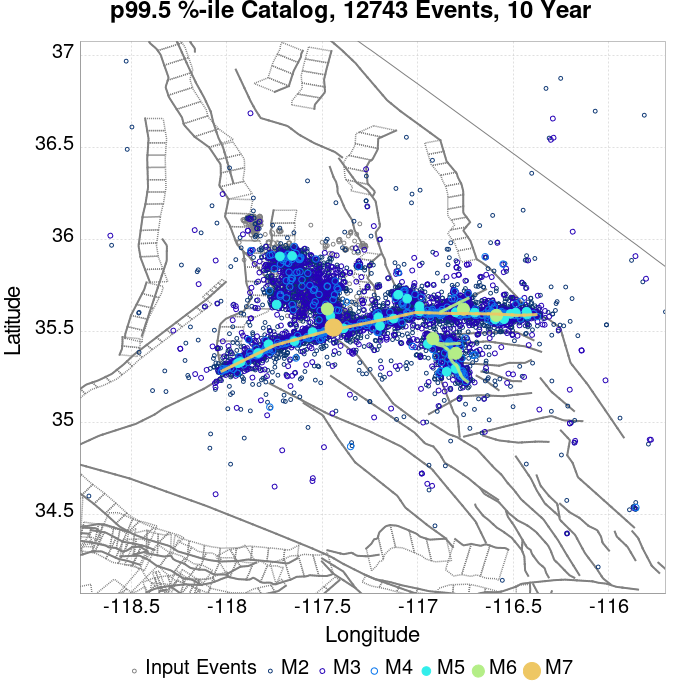 p99.5 %-ile Catalog, 12743 Events, 10 Year
37
36.5
36
35.5
35
34.5
Latitude
-118.5 -118 -117.5 -117 -116.5 -116
Longitude
Input Events M2 M3 M4 M5 M6 M7